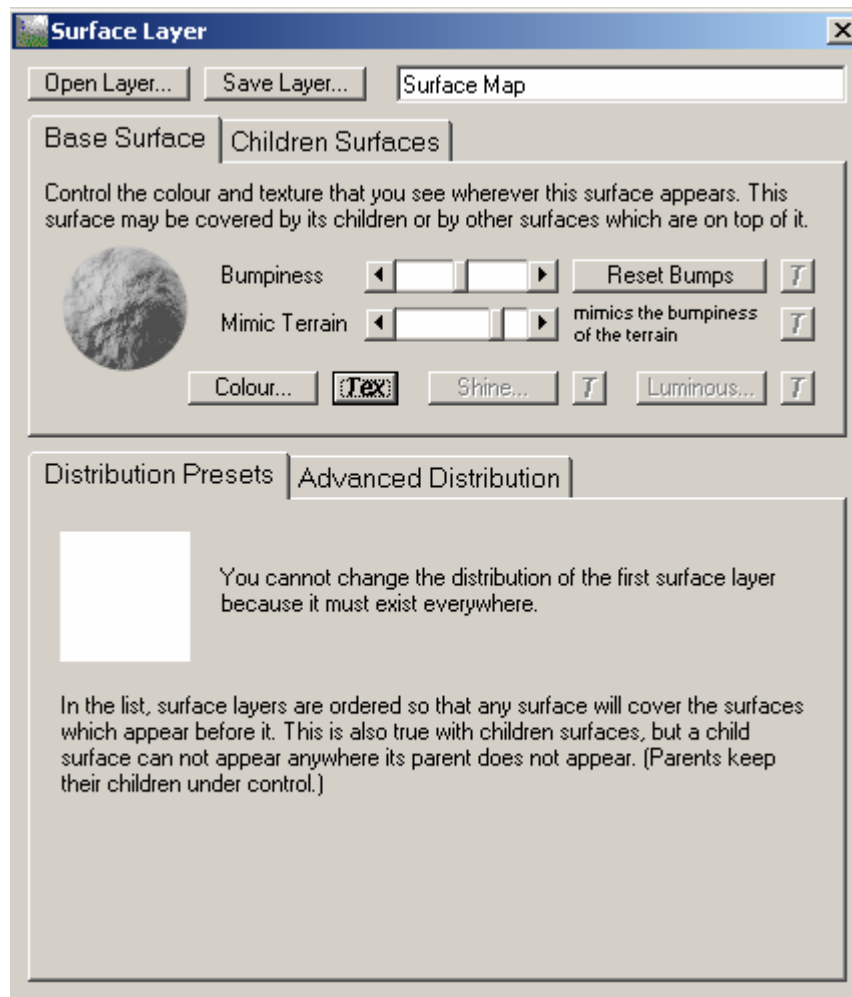 Surface Layer
Open Layer... Save Layer... Surface Map
Base Surface Children Surfaces
Control the colour and texture that you see wherever this surface appears. This
surface may be covered by its children or by other surfaces which are on top of it.
Bumpiness Reset Bumps T
Mimic Terrain mimics the bumpiness
of the terrain T
Colour... Tex Shine... T Luminous... T
Distribution Presets Advanced Distribution
You cannot change the distribution of the first surface layer
because it must exist everywhere.
In the list, surface layers are ordered so that any surface will cover the surfaces
which appear before it. This is also true with children surfaces, but a child
surface can not appear anywhere its parent does not appear. (Parents keep
their children under control.)